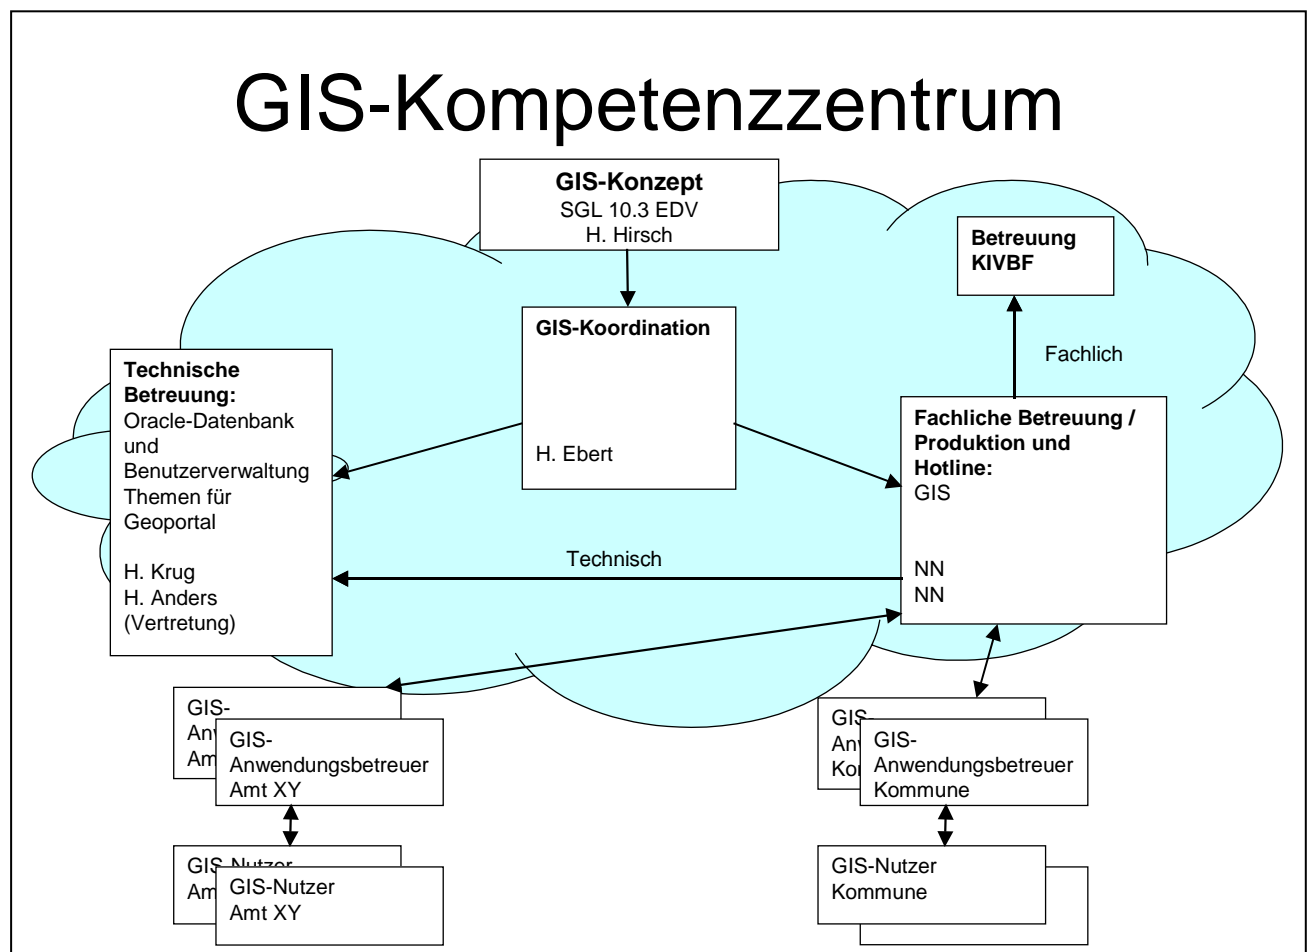 GIS-Kompetenzzentrum
GIS-Konzept
SGL 10.3 EDV
H. Hirsch
Betreuung
KIVBF
GIS-Koordination
H. Ebert
Fachlich
Technische
Betreuung:
Oracle-Datenbank
und
Benutzerverwaltung
Themen für
Geoportal
H. Krug
H. Anders
(Vertretung)
Fachliche Betreuung /
Produktion und
Hotline:
GIS
NN
NN
Technisch
GIS-
GIS-
Anwendungsbetreuer
Amt XY
GIS-
GIS-
Anwendungsbetreuer
Kommune
GIS-Nutzer
GIS-Nutzer
Amt XY
GIS-Nutzer
Kommune